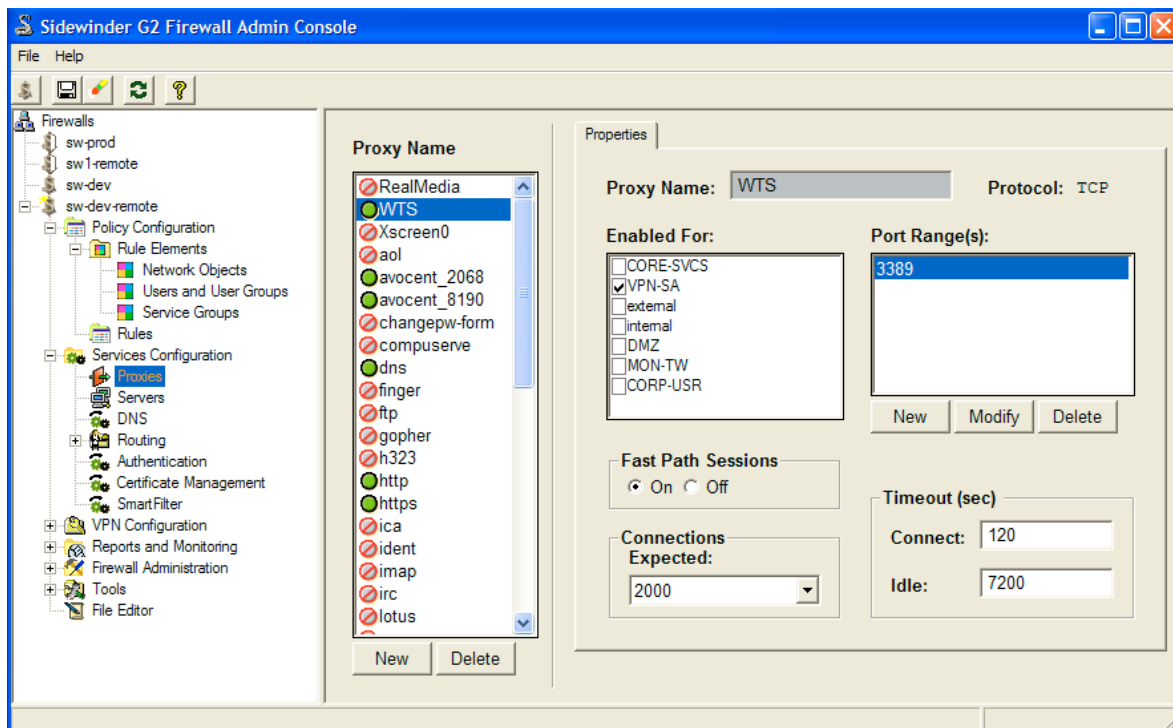 Sidewinder G2 Firewall Admin Console
File Help
Firewalls
sw-prod
sw1-remote
sw-dev
sw-dev-remote
Policy Configuration
Rule Elements
Network Objects
Users and User Groups
Service Groups
Rules
Services Configuration
Proxies
Servers
DNS
Routing
Authentication
Certificate Management
SmartFilter
VPN Configuration
Reports and Monitoring
Firewall Administration
Tools
File Editor
Proxy Name
RealMedia
WTS
Xscreen0
aol
avocent_2068
avocent_8190
changepw-form
compuserve
dns
finger
ftp
gopher
h323
http
https
ica
ident
imap
irc
lotus
New Delete
Properties
Proxy Name: WTS Protocol: TCP
Enabled For:
CORE-SVCS
VPN-SA
external
internal
DMZ
MON-TW
CORP-USR
Port Range(s):
3389
New Modify Delete
Fast Path Sessions
On Off
Connections
Expected:
2000
Timeout (sec)
Connect: 120
Idle: 7200